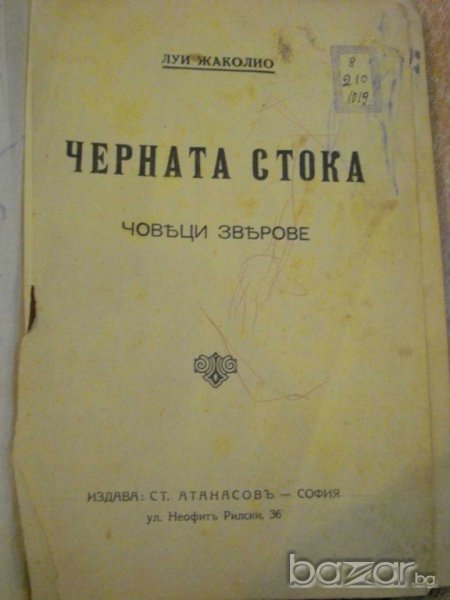 ЛУИ ЖАКОЛИО
8
210
1019
ЧЕРНАТА СТОКА
ЧОВѢЦИ ЗВѢРОВЕ
ИЗДАВА: СТ. АТАНАСОВЪ — СОФИЯ
ул. Неофитъ Рилски, 36
bazar.bg